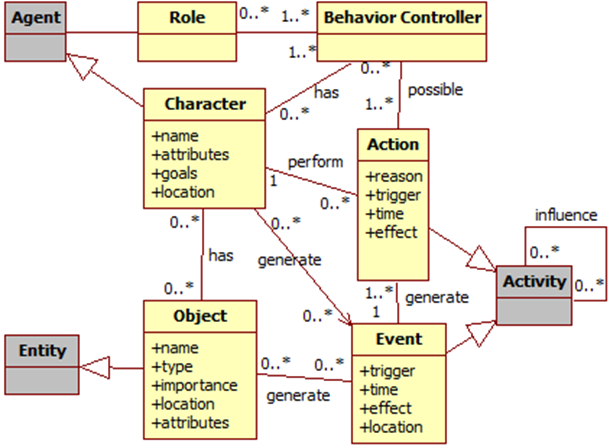 Agent
Role
0..*
1..*
Behavior Controller
1..*
0..*
has
0..*
possible
1..*
Character
+name
+attributes
+goals
+location
perform
1
0..*
Action
+reason
+trigger
+time
+effect
influence
0..*
0..*
Activity
0..*
0..*
has
generate
0..*
0..*
1..*
generate
1
Object
+name
+type
+importance
+location
+attributes
Entity
0..*
0..*
generate
Event
+trigger
+time
+effect
+location